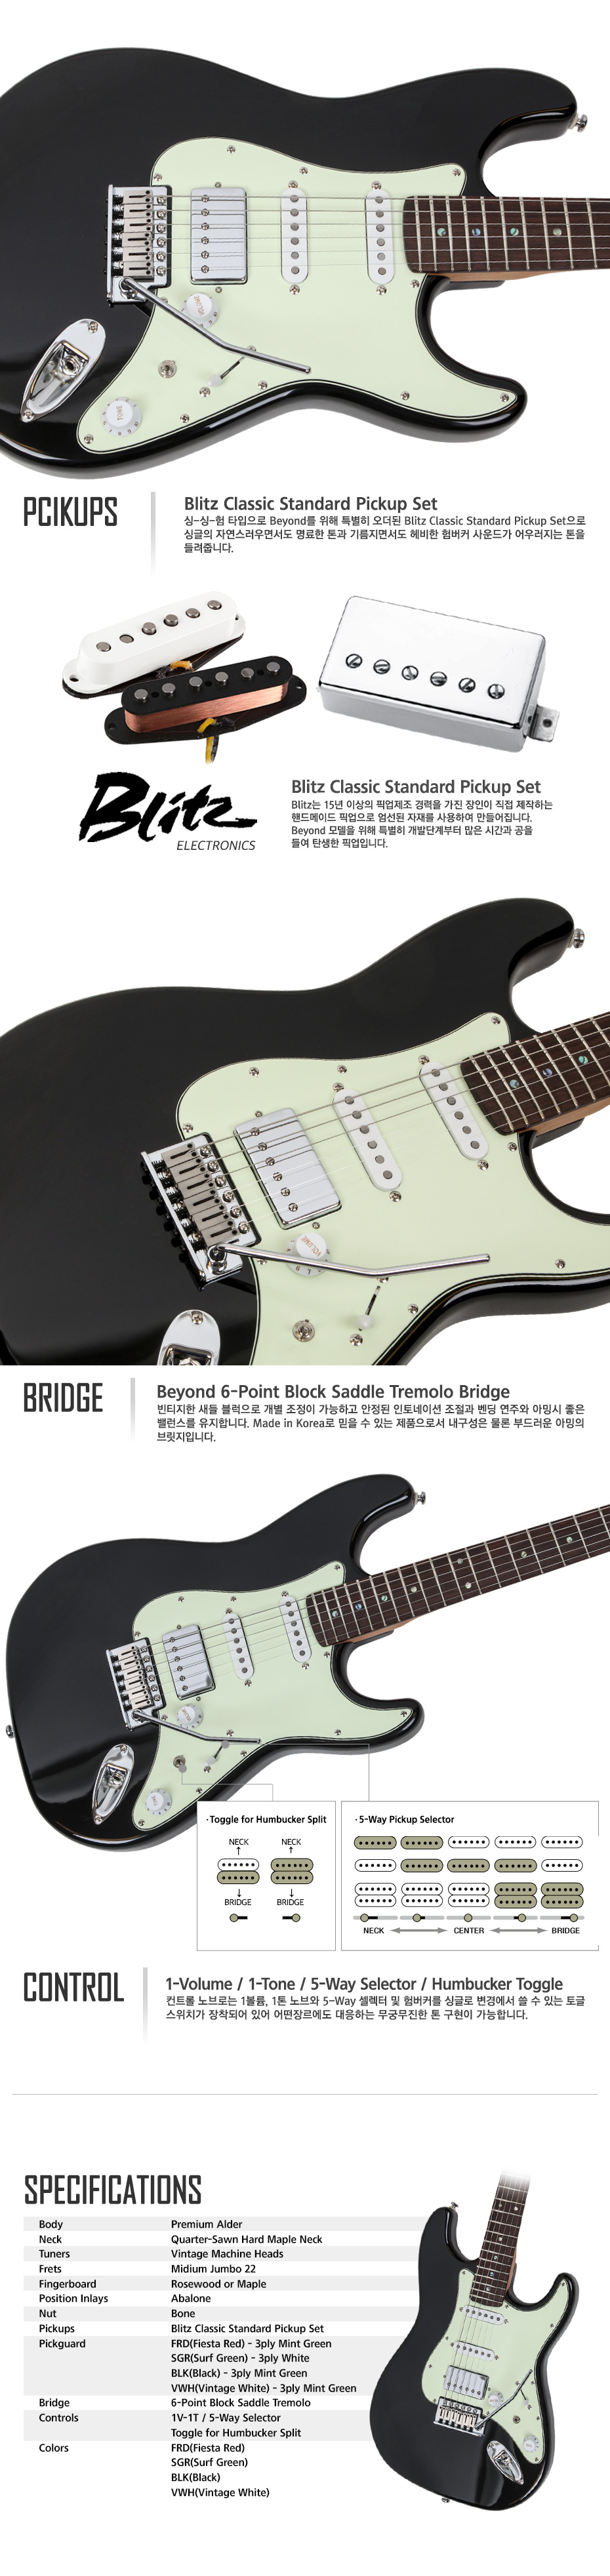 PCIKUPS
Blitz Classic Standard Pickup Set
싱-싱-험 타입으로 Beyond를 위해 특별히 오더된 Blitz Classic Standard Pickup Set으로
싱글의 자연스러우면서도 명료한 톤과 기름지면서도 헤비한 험버커 사운드가 어우러지는 톤을
들려줍니다.
Blitz
ELECTRONICS
Blitz Classic Standard Pickup Set
Blitz는 15년 이상의 픽업제조 경력을 가진 장인이 직접 제작하는
핸드메이드 픽업으로 엄선된 자재를 사용하여 만들어집니다.
Beyond 모델을 위해 특별히 개발단계부터 많은 시간과 공을
들여 탄생한 픽업입니다.
VOLUME
BRIDGE
Beyond 6-Point Block Saddle Tremolo Bridge
빈티지한 새들 블럭으로 개별 조정이 가능하고 안정된 인토네이션 조절과 벤딩 연주와 아밍시 좋은
밸런스를 유지합니다. Made in Korea로 믿을 수 있는 제품으로서 내구성은 물론 부드러운 아밍의
브릿지입니다.
·Toggle for Humbucker Split
NECK NECK
BRIDGE BRIDGE
·5-Way Pickup Selector
NECK CENTER BRIDGE
CONTROL
1-Volume / 1-Tone / 5-Way Selector / Humbucker Toggle
컨트롤 노브로는 1볼륨, 1톤 노브와 5-Way 셀렉터 및 험버커를 싱글로 변경에서 쓸 수 있는 토글
스위치가 장착되어 있어 어떤장르에도 대응하는 무궁무진한 톤 구현이 가능합니다.
SPECIFICATIONS
Body Premium Alder
Neck Quarter-Sawn Hard Maple Neck
Tuners Vintage Machine Heads
Frets Midium Jumbo 22
Fingerboard Rosewood or Maple
Position Inlays Abalone
Nut Bone
Pickups Blitz Classic Standard Pickup Set
Pickguard FRD(Fiesta Red) - 3ply Mint Green
SGR(Surf Green) - 3ply White
BLK(Black) - 3ply Mint Green
VWH(Vintage White) - 3ply Mint Green
Bridge 6-Point Block Saddle Tremolo
Controls 1V-1T / 5-Way Selector
Toggle for Humbucker Split
Colors FRD(Fiesta Red)
SGR(Surf Green)
BLK(Black)
VWH(Vintage White)